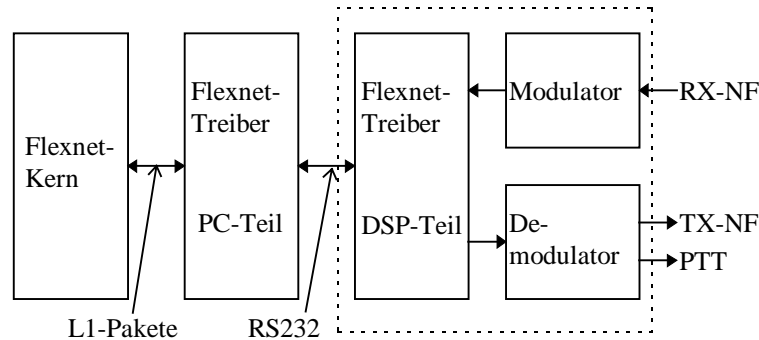 Flexnet-
Kern
Flexnet-
Treiber
PC-Teil
Flexnet-
Treiber
DSP-Teil
Modulator
De-
modulator
RX-NF
TX-NF
PTT
L1-Pakete
RS232